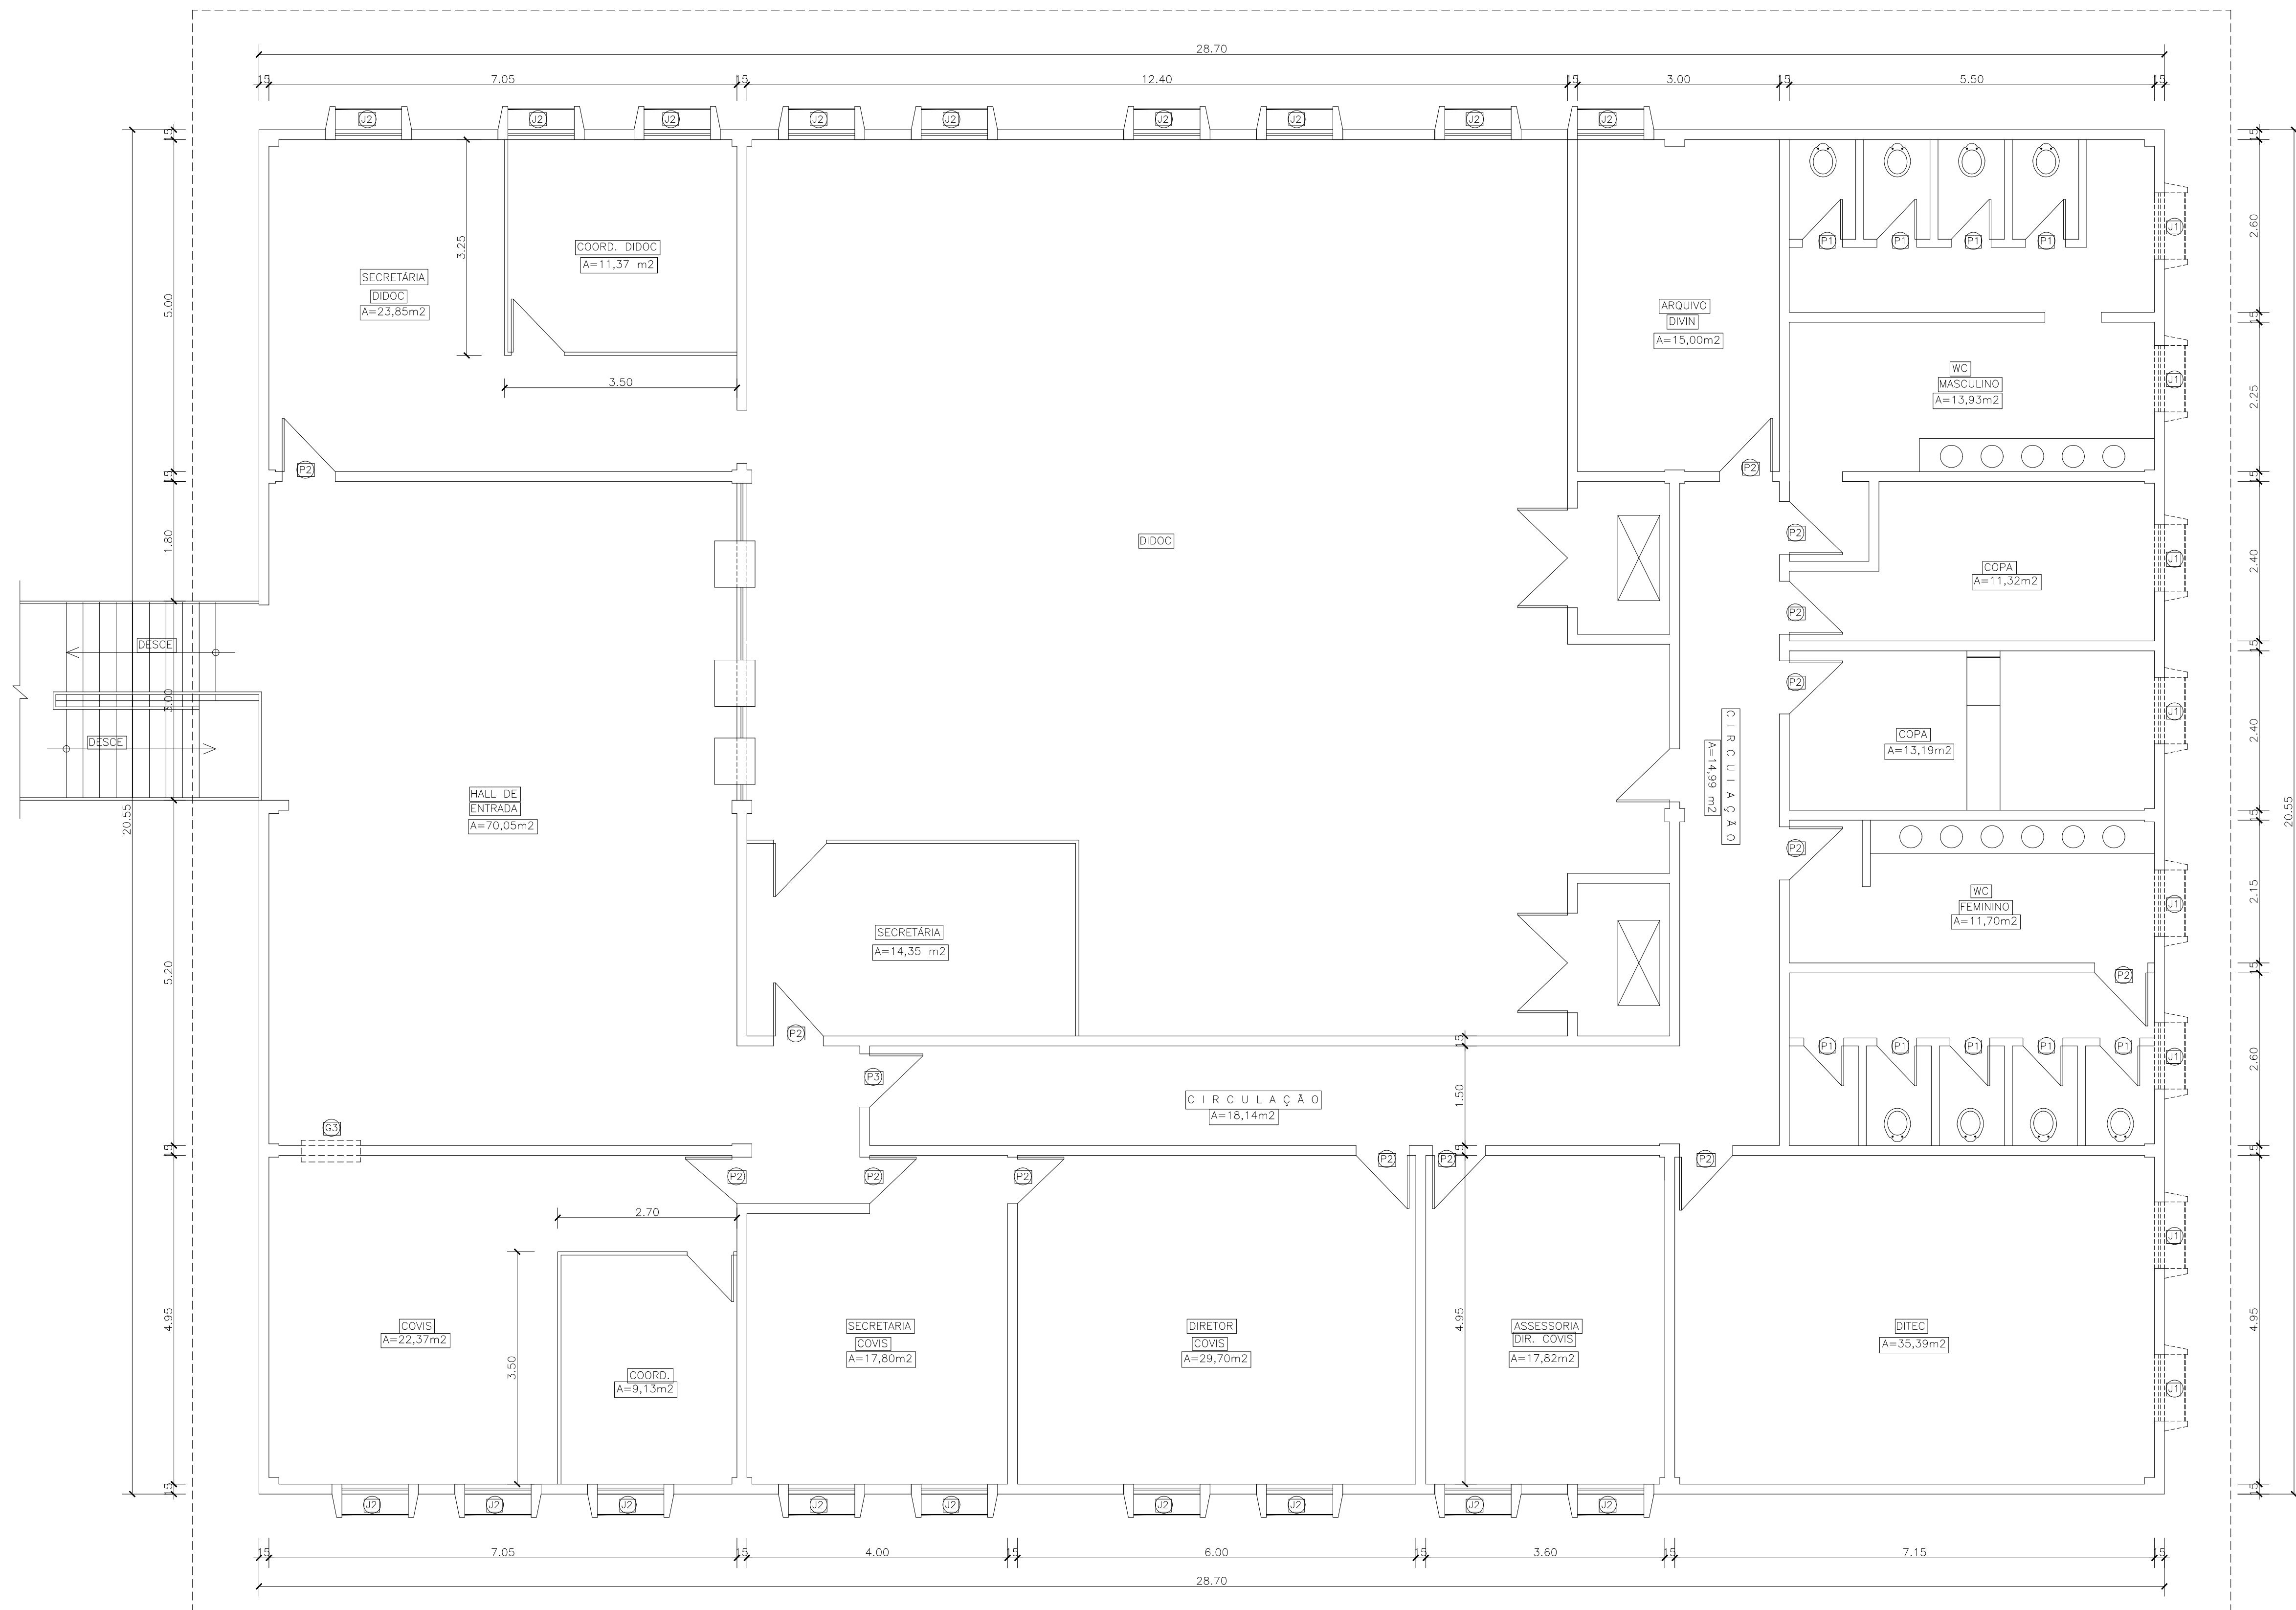 28.70
15
7.05
15
12.40
15
3.00
15
5.50
15
J2
J2
J2
J2
J2
J2
J2
J2
J2
15
5.00
15
1.80
3.00
5.20
15
4.95
15
20.55
3.25
COORD. DIDOC
A=11,37 m2
SECRETÁRIA
DIDOC
A=23,85m2
3.50
P2
ARQUIVO
DIVIN
A=15,00m2
P2
P1
P1
P1
P1
WC
MASCULINO
A=13,93m2
DIDOC
P2
COPA
A=11,32m2
P2
P2
COPA
A=13,19m2
CIRCULAÇÃO
A=14,99 m2
P2
DESCE
DESCE
HALL DE
ENTRADA
A=70,05m2
SECRETÁRIA
A=14,35 m2
P2
WC
FEMININO
A=11,70m2
P2
P1
P1
P1
P1
P1
P3
CIRCULAÇÃO
A=18,14m2
15
1.50
15
4.95
G3
P2
P2
P2
P2
P2
P2
2.70
3.50
COVIS
A=22,37m2
COORD.
A=9,13m2
SECRETARIA
COVIS
A=17,80m2
DIRETOR
COVIS
A=29,70m2
ASSESSORIA
DIR. COVIS
A=17,82m2
DITEC
A=35,39m2
J1
J1
J1
J1
J1
J1
J1
J1
15
2.60
15
2.25
15
2.40
15
2.40
15
2.15
15
2.60
15
4.95
15
20.55
J2
J2
J2
J2
J2
J2
J2
J2
J2
15
7.05
15
4.00
15
6.00
15
3.60
15
7.15
15
28.70